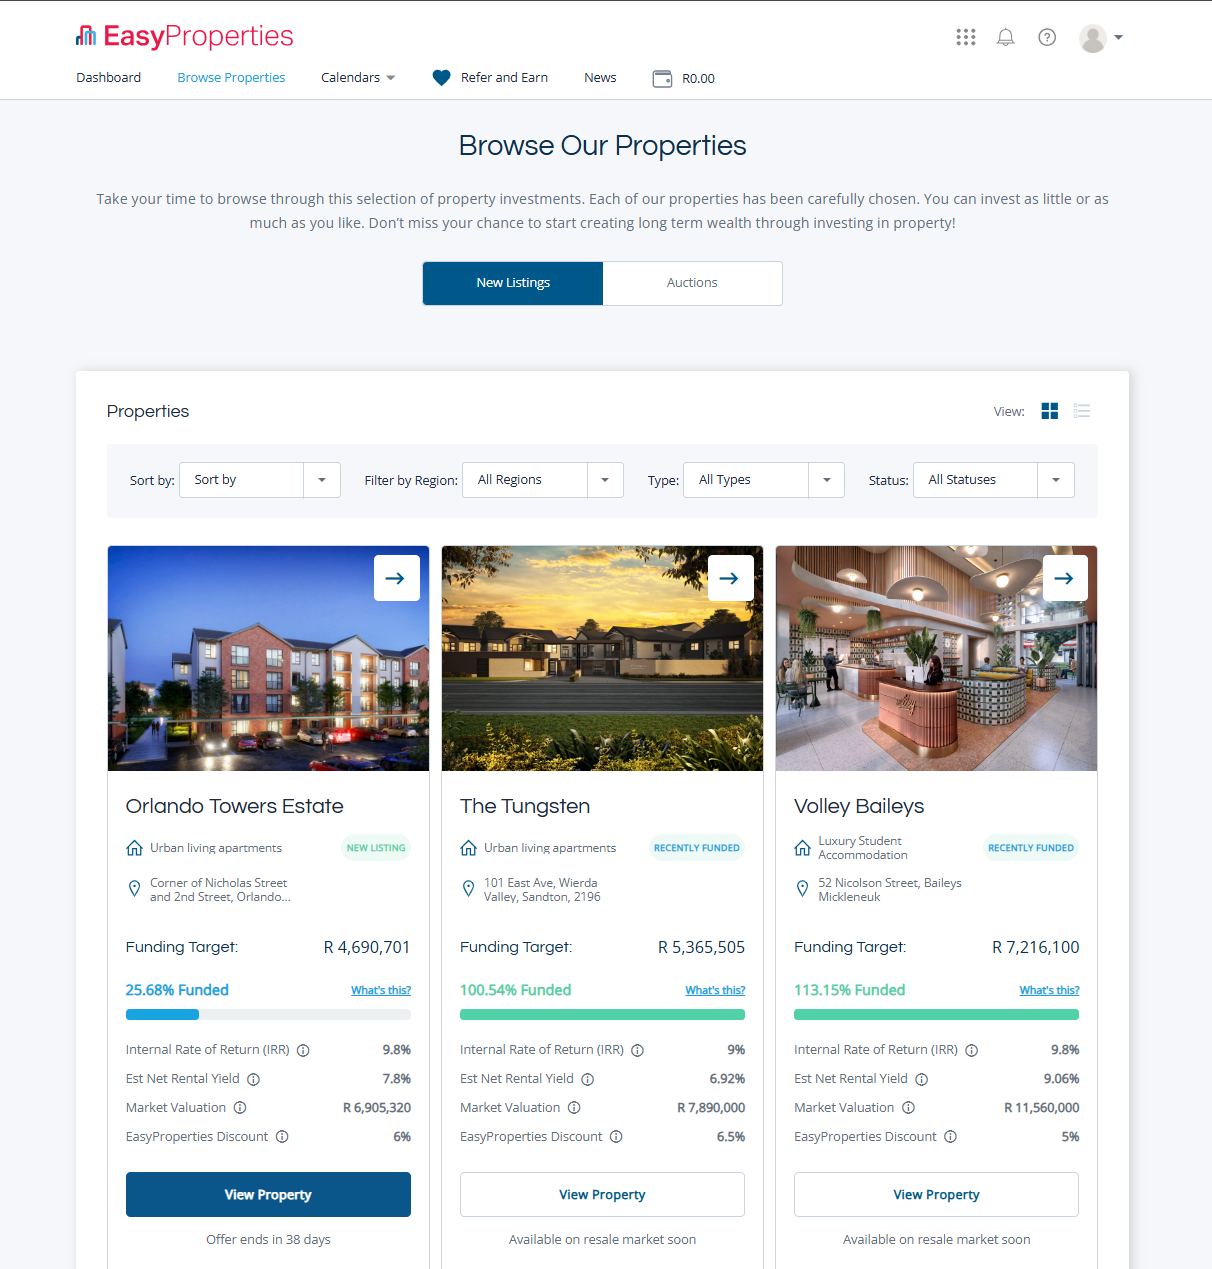 EasyProperties
Dashboard
Browse Properties
Calendars
Refer and Earn
News
R0.00
Browse Our Properties
Take your time to browse through this selection of property investments. Each of our properties has been carefully chosen. You can invest as little or as
much as you like. Don’t miss your chance to start creating long term wealth through investing in property!
New Listings
Auctions
Properties
View:
Sort by:
Sort by
Filter by Region:
All Regions
Type:
All Types
Status:
All Statuses
Orlando Towers Estate
Urban living apartments
NEW LISTING
Corner of Nicholas Street
and 2nd Street, Orlando...
Funding Target:
R 4,690,701
25.68% Funded
What's this?
Internal Rate of Return (IRR)
9.8%
Est Net Rental Yield
7.8%
Market Valuation
R 6,905,320
EasyProperties Discount
6%
View Property
Offer ends in 38 days
The Tungsten
Urban living apartments
RECENTLY FUNDED
101 East Ave, Wierda
Valley, Sandton, 2196
Funding Target:
R 5,365,505
100.54% Funded
What's this?
Internal Rate of Return (IRR)
9%
Est Net Rental Yield
6.92%
Market Valuation
R 7,890,000
EasyProperties Discount
6.5%
View Property
Available on resale market soon
volley
Volley Baileys
Luxury Student
Accommodation
RECENTLY FUNDED
52 Nicolson Street, Baileys
Mickleneuk
Funding Target:
R 7,216,100
113.15% Funded
What's this?
Internal Rate of Return (IRR)
9.8%
Est Net Rental Yield
9.06%
Market Valuation
R 11,560,000
EasyProperties Discount
5%
View Property
Available on resale market soon